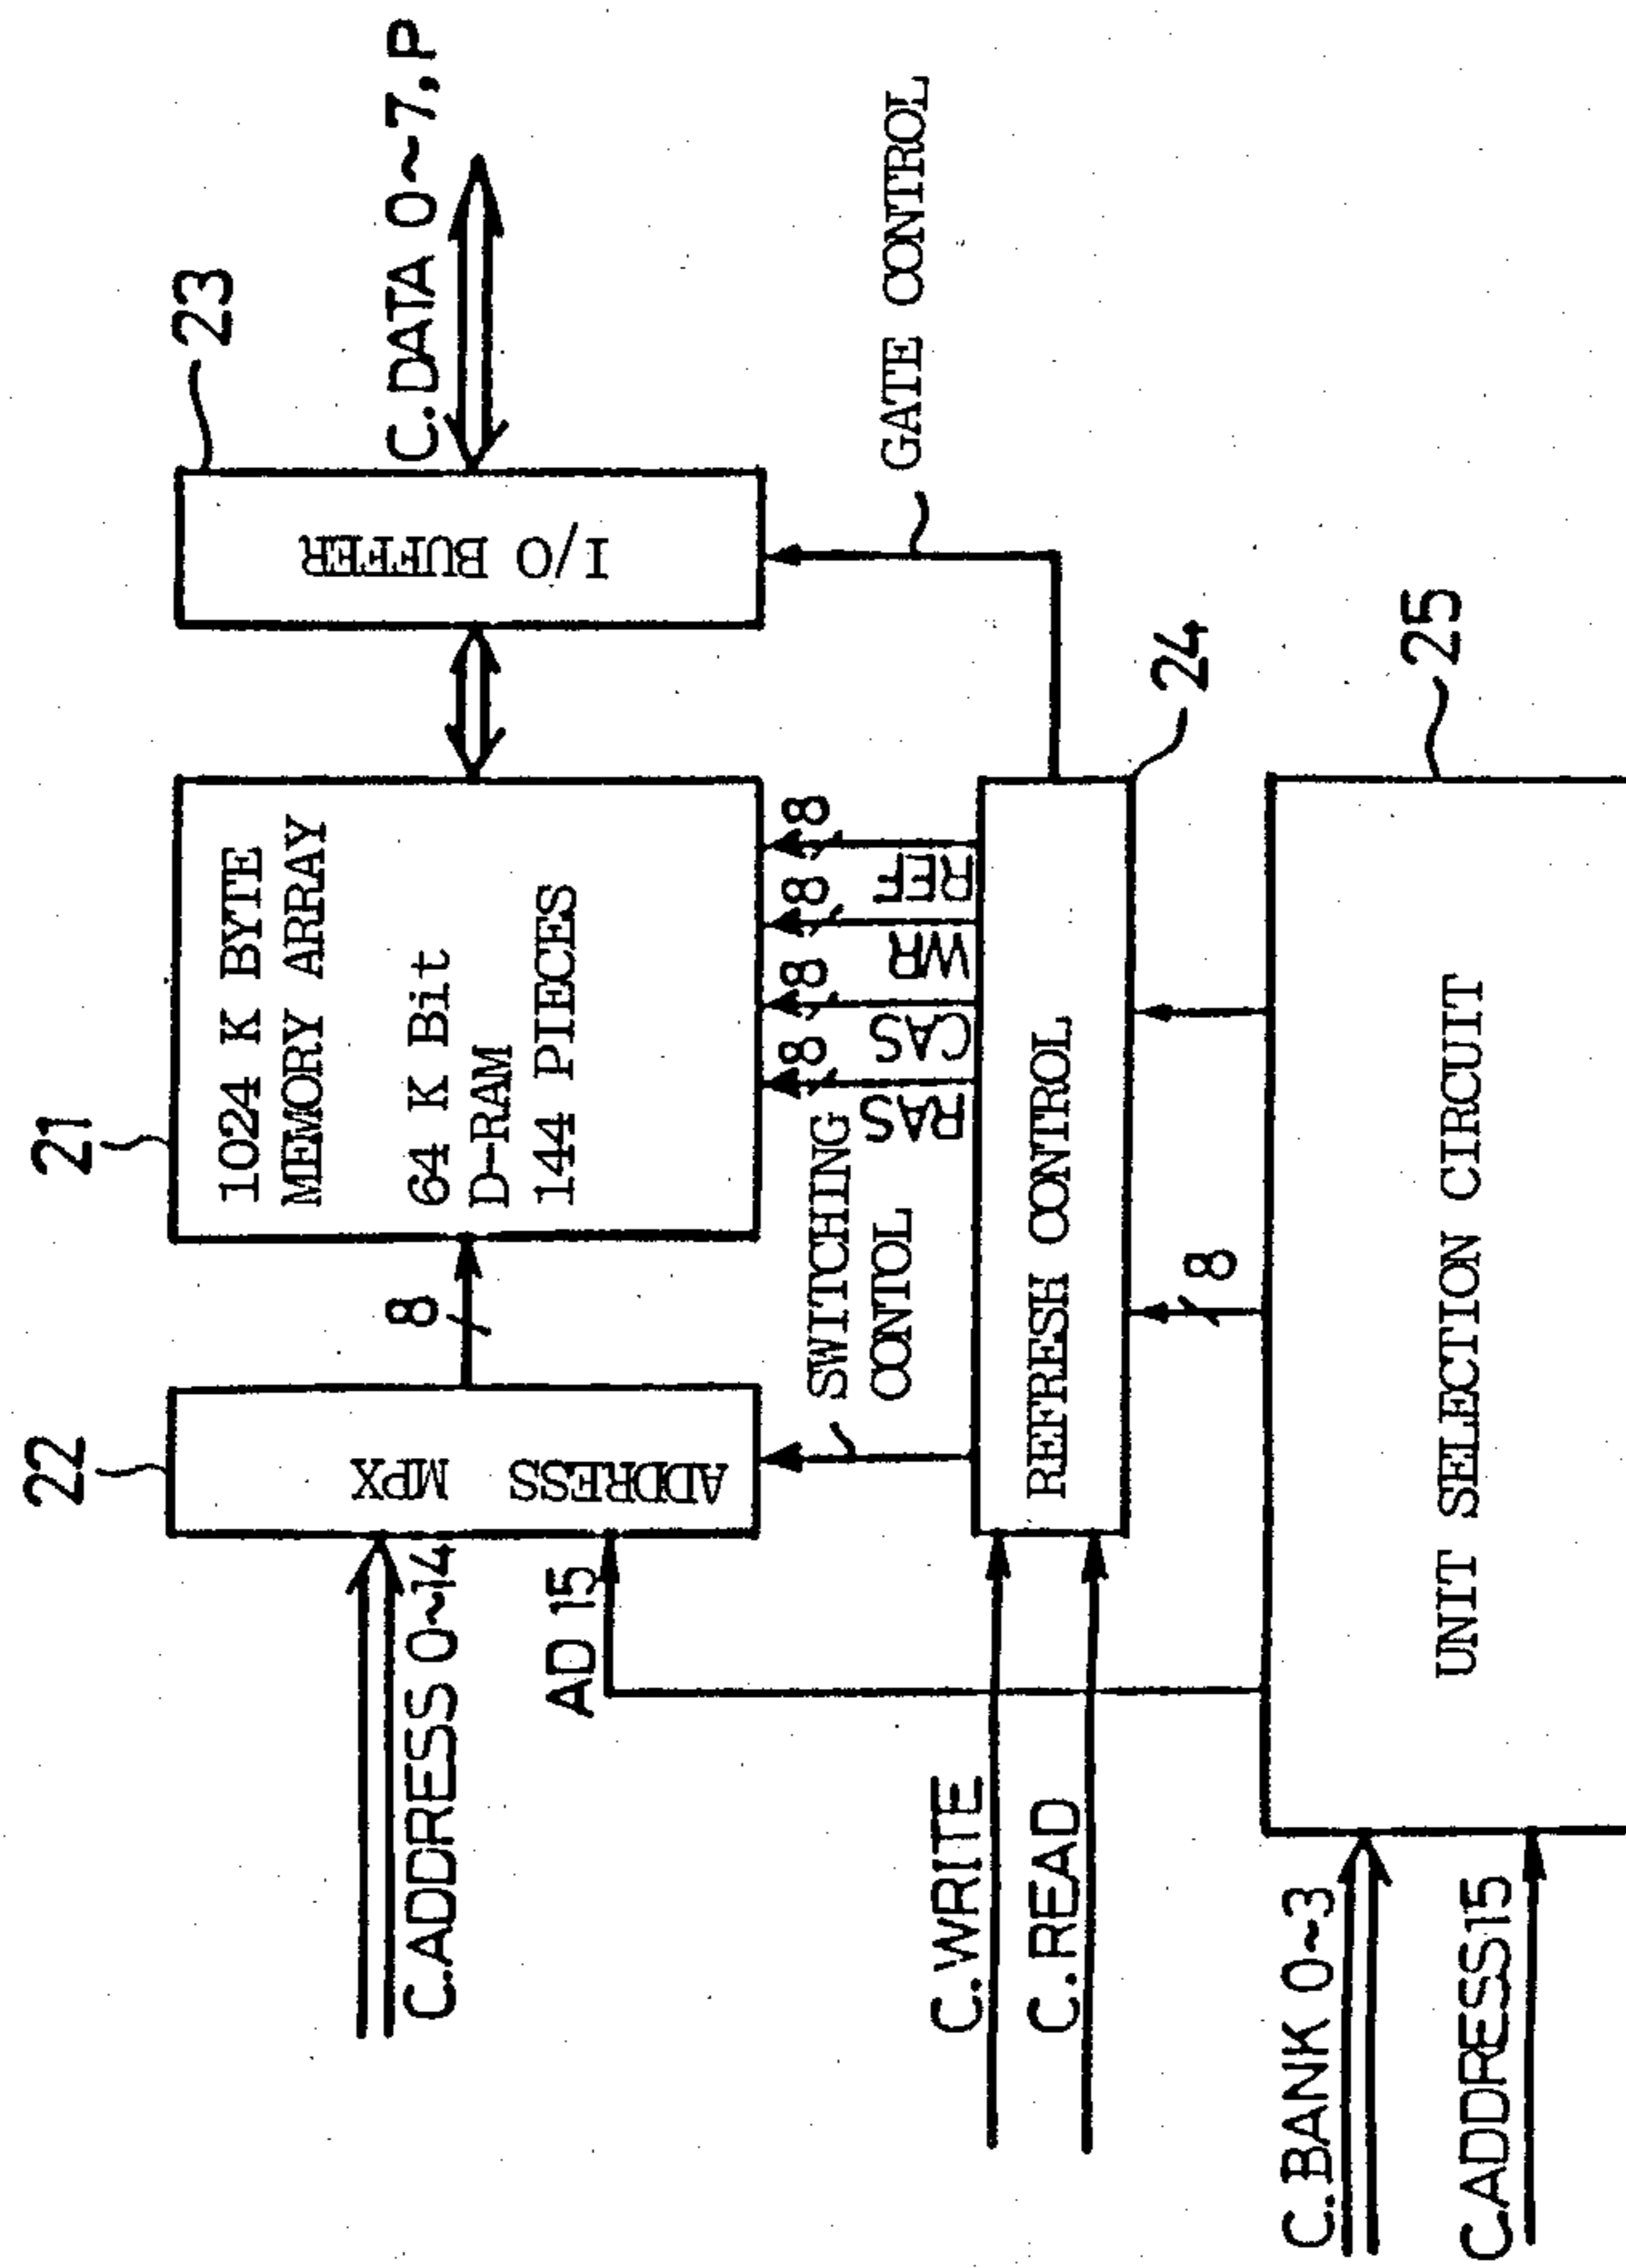 21
22
23
1024 K BYTE
MEMORY ARRAY
64 K Bit
D-RAM
144 PIECES
ADDRESS
MPX
I/O BUFFER
C.DATA 0~7,P
8
C.ADDRESS 0~14
AD 15
SWITCHING
CONTOL
RAS
8
CAS
8
WR
8
REF
8
GATE CONTROL
C.WRITE
C.READ
REFRESH CONTROL
24
8
25
UNIT SELECTION CIRCUIT
C.BANK 0~3
C.ADDRESS15